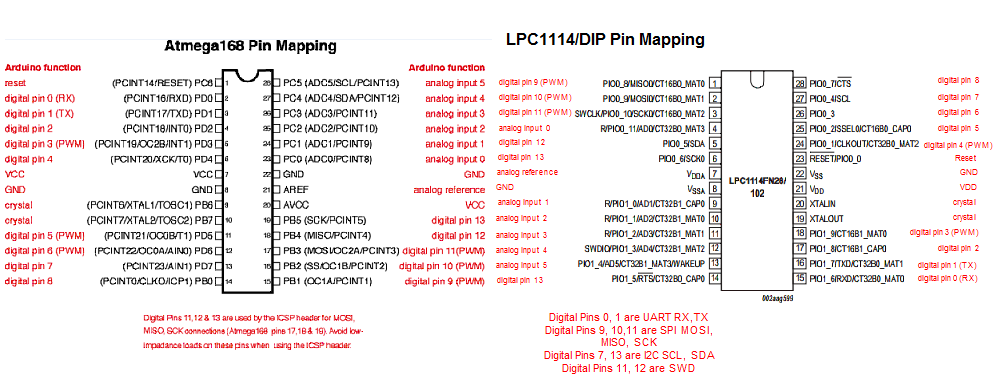 Atmega168 Pin Mapping
Arduino function Arduino function
reset (PCINT14/RESET) PC6 1 28 PC5 (ADC5/SCL/PCINT13) analog input 5
digital pin 0 (RX) (PCINT16/RXD) PD0 2 27 PC4 (ADC4/SDA/PCINT12) analog input 4
digital pin 1 (TX) (PCINT17/TXD) PD1 3 26 PC3 (ADC3/PCINT11) analog input 3
digital pin 2 (PCINT18/INT0) PD2 4 25 PC2 (ADC2/PCINT10) analog input 2
digital pin 3 (PWM) (PCINT19/OC2B/INT1) PD3 5 24 PC1 (ADC1/PCINT9) analog input 1
digital pin 4 (PCINT20/XCK/T0) PD4 6 23 PC0 (ADC0/PCINT8) analog input 0
VCC VCC 7 22 GND GND
GND GND 8 21 AREF analog reference
crystal (PCINT6/XTAL1/TOSC1) PB6 9 20 AVCC VCC
crystal (PCINT7/XTAL2/TOSC2) PB7 10 19 PB5 (SCK/PCINT5) digital pin 13
digital pin 5 (PWM) (PCINT21/OC0B/T1) PD5 11 18 PB4 (MISO/PCINT4) digital pin 12
digital pin 6 (PWM) (PCINT22/OC0A/AIN0) PD6 12 17 PB3 (MOSI/OC2A/PCINT3) digital pin 11(PWM)
digital pin 7 (PCINT23/AIN1) PD7 13 16 PB2 (SS/OC1B/PCINT2) digital pin 10 (PWM)
digital pin 8 (PCINT0/CLKO/ICP1) PB0 14 15 PB1 (OC1A/PCINT1) digital pin 9 (PWM)
Digital Pins 11,12 & 13 are used by the ICSP header for MOSI,
MISO, SCK connections (Atmega168 pins 17,18 & 19). Avoid low-
impedance loads on these pins when using the ICSP header.
LPC1114/DIP Pin Mapping
digital pin 9 (PWM) PIO0_8/MISO0/CT16B0_MAT0 1 28 PIO0_7/CTS digital pin 8
digital pin 10 (PWM) PIO0_9/MOSI0/CT16B0_MAT1 2 27 PIO0_4/SCL digital pin 7
digital pin 11 (PWM) SWCLK/PIO0_10/SCK0/CT16B0_MAT2 3 26 PIO0_3 digital pin 6
analog input 0 R/PIO0_11/AD0/CT32B0_MAT3 4 25 PIO0_2/SSEL0/CT16B0_CAP0 digital pin 5
digital pin 12 PIO0_5/SDA 5 24 PIO0_1/CLKOUT/CT32B0_MAT2 digital pin 4 (PWM)
digital pin 13 PIO0_6/SCK0 6 23 RESET/PIO0_0 Reset
analog reference VDDA 7 22 VSS GND
GND VSSA 8 21 VDD VDD
analog input 1 R/PIO1_0/AD1/CT32B1_CAP0 9 20 XTALIN crystal
analog input 2 R/PIO1_1/AD2/CT32B1_MAT0 10 19 XTALOUT crystal
analog input 3 R/PIO1_2/AD3/CT32B1_MAT1 11 18 PIO1_9/CT16B1_MAT0 digital pin 3 (PWM)
analog input 4 SWDIO/PIO1_3/AD4/CT32B1_MAT2 12 17 PIO1_8/CT16B1_CAP0 digital pin 2
analog input 5 PIO1_4/AD5/CT32B1_MAT3/WAKEUP 13 16 PIO1_7/TXD/CT32B0_MAT1 digital pin 1 (TX)
digital pin 13 PIO1_5/RTS/CT32B0_CAP0 14 15 PIO1_6/RXD/CT32B0_MAT0 digital pin 0 (RX)
LPC1114FN28/
102
002aag599
Digital Pins 0, 1 are UART RX,TX
Digital Pins 9, 10,11 are SPI MOSI,
MISO, SCK
Digital Pins 7, 13 are I2C SCL, SDA
Digital Pins 11, 12 are SWD